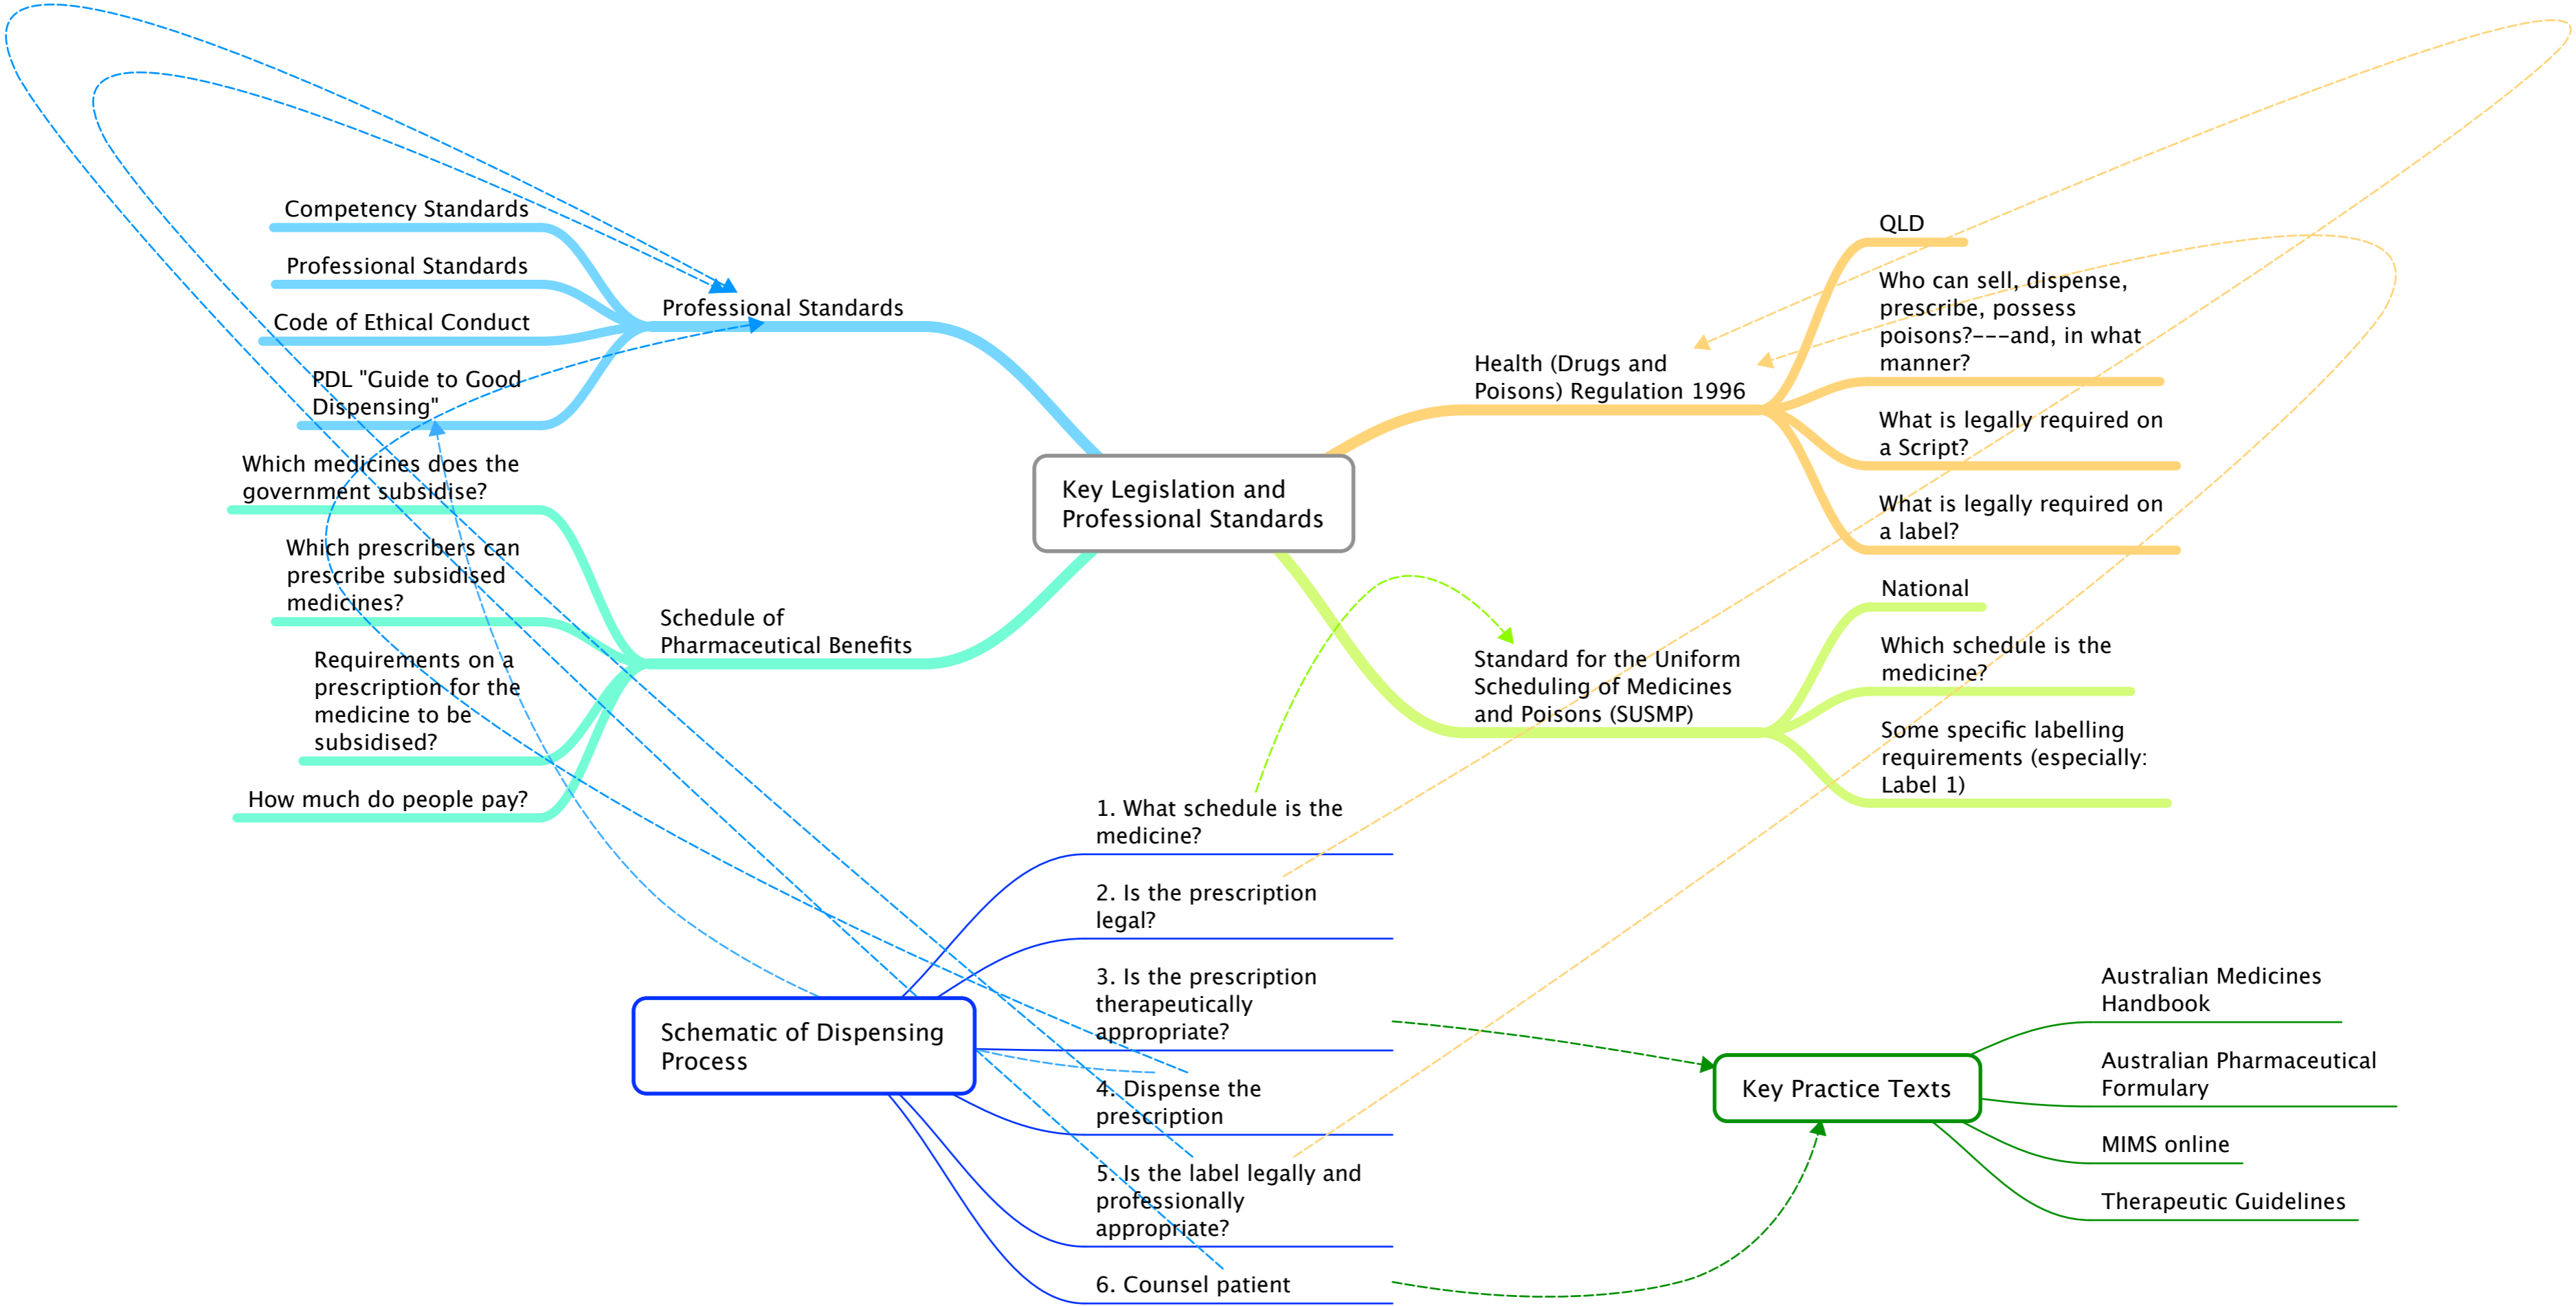 Competency Standards
Professional Standards
Code of Ethical Conduct
PDL "Guide to Good
Dispensing"
Professional Standards
Which medicines does the
government subsidise?
Which prescribers can
prescribe subsidised
medicines?
Requirements on a
prescription for the
medicine to be
subsidised?
How much do people pay?
Schedule of
Pharmaceutical Benefits
Key Legislation and
Professional Standards
Health (Drugs and
Poisons) Regulation 1996
QLD
Who can sell, dispense,
prescribe, possess
poisons?---and, in what
manner?
What is legally required on
a Script?
What is legally required on
a label?
Standard for the Uniform
Scheduling of Medicines
and Poisons (SUSMP)
National
Which schedule is the
medicine?
Some specific labelling
requirements (especially:
Label 1)
Schematic of Dispensing
Process
1. What schedule is the
medicine?
2. Is the prescription
legal?
3. Is the prescription
therapeutically
appropriate?
4. Dispense the
prescription
5. Is the label legally and
professionally
appropriate?
6. Counsel patient
Key Practice Texts
Australian Medicines
Handbook
Australian Pharmaceutical
Formulary
MIMS online
Therapeutic Guidelines